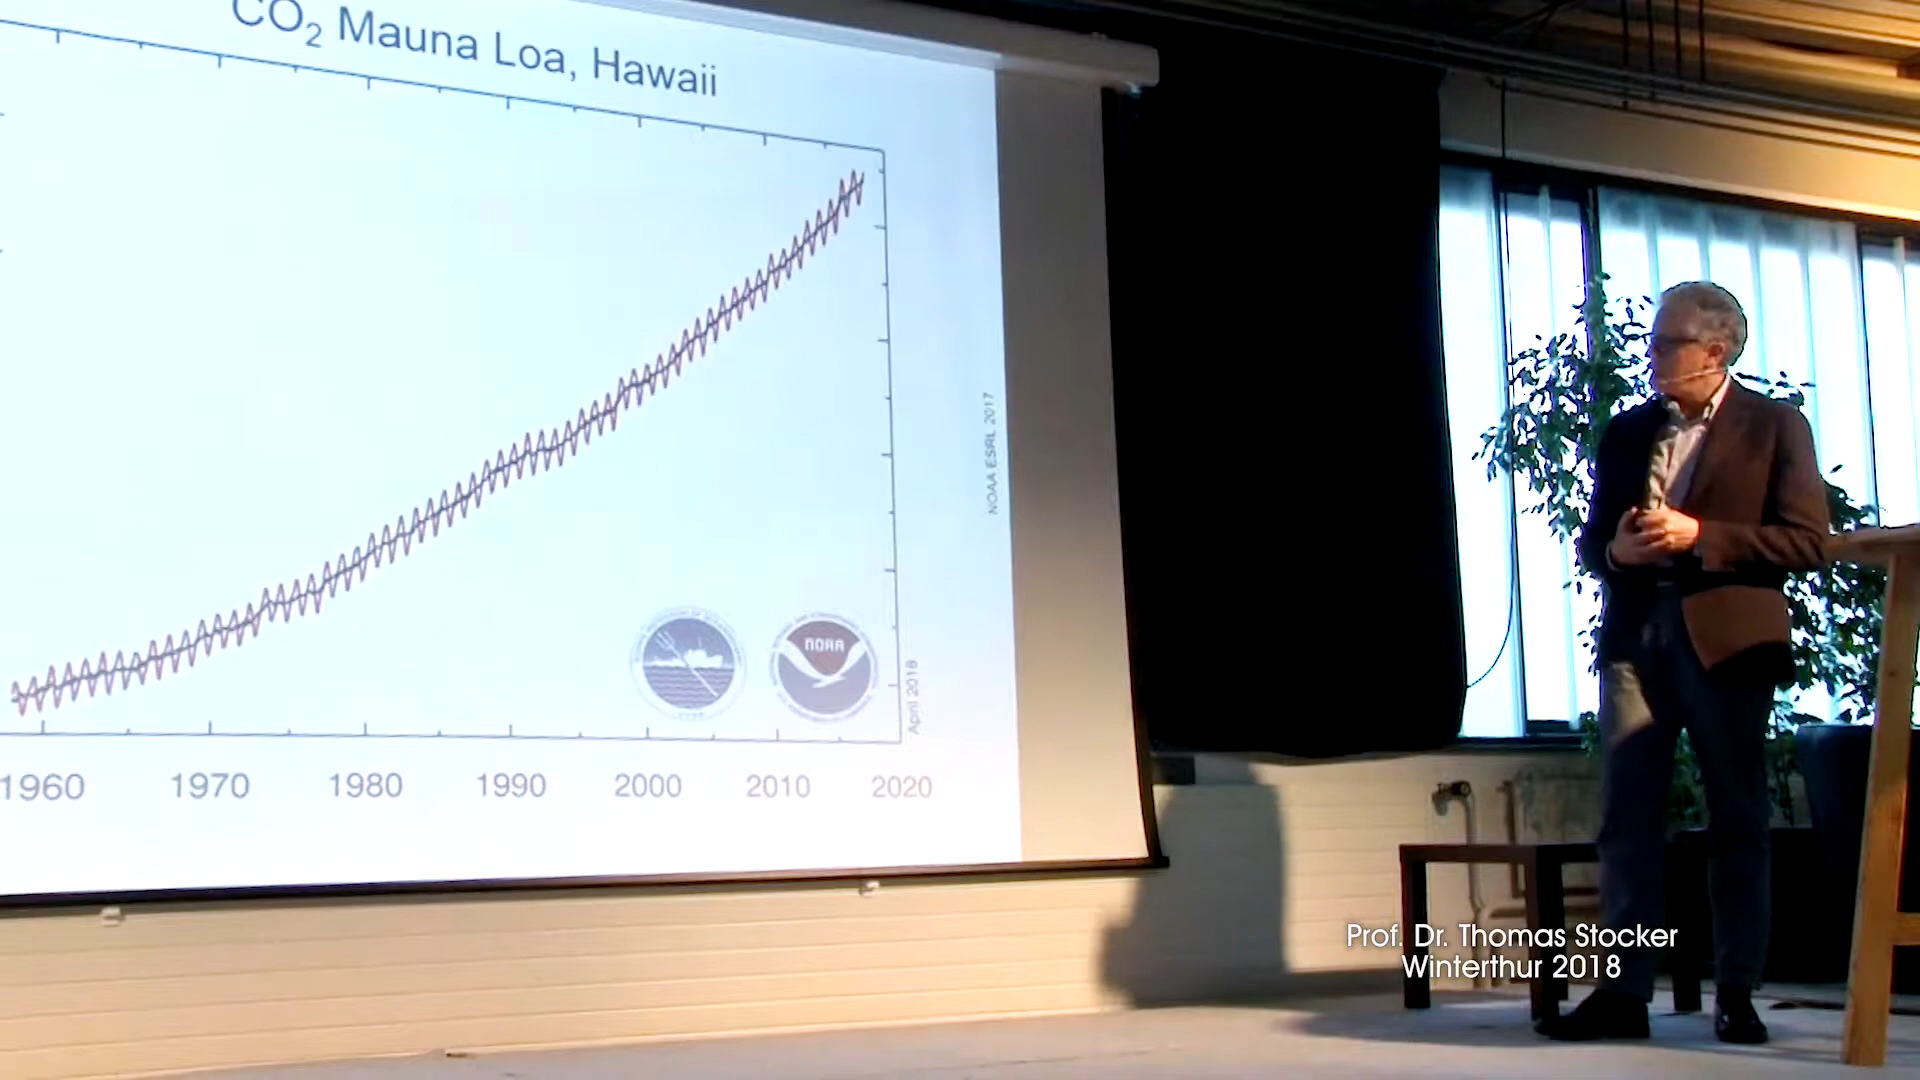 CO₂ Mauna Loa, Hawaii
NOAA ESRL 2017
April 2018
NOAA
1960 1970 1980 1990 2000 2010 2020
Prof. Dr. Thomas Stocker
Winterthur 2018